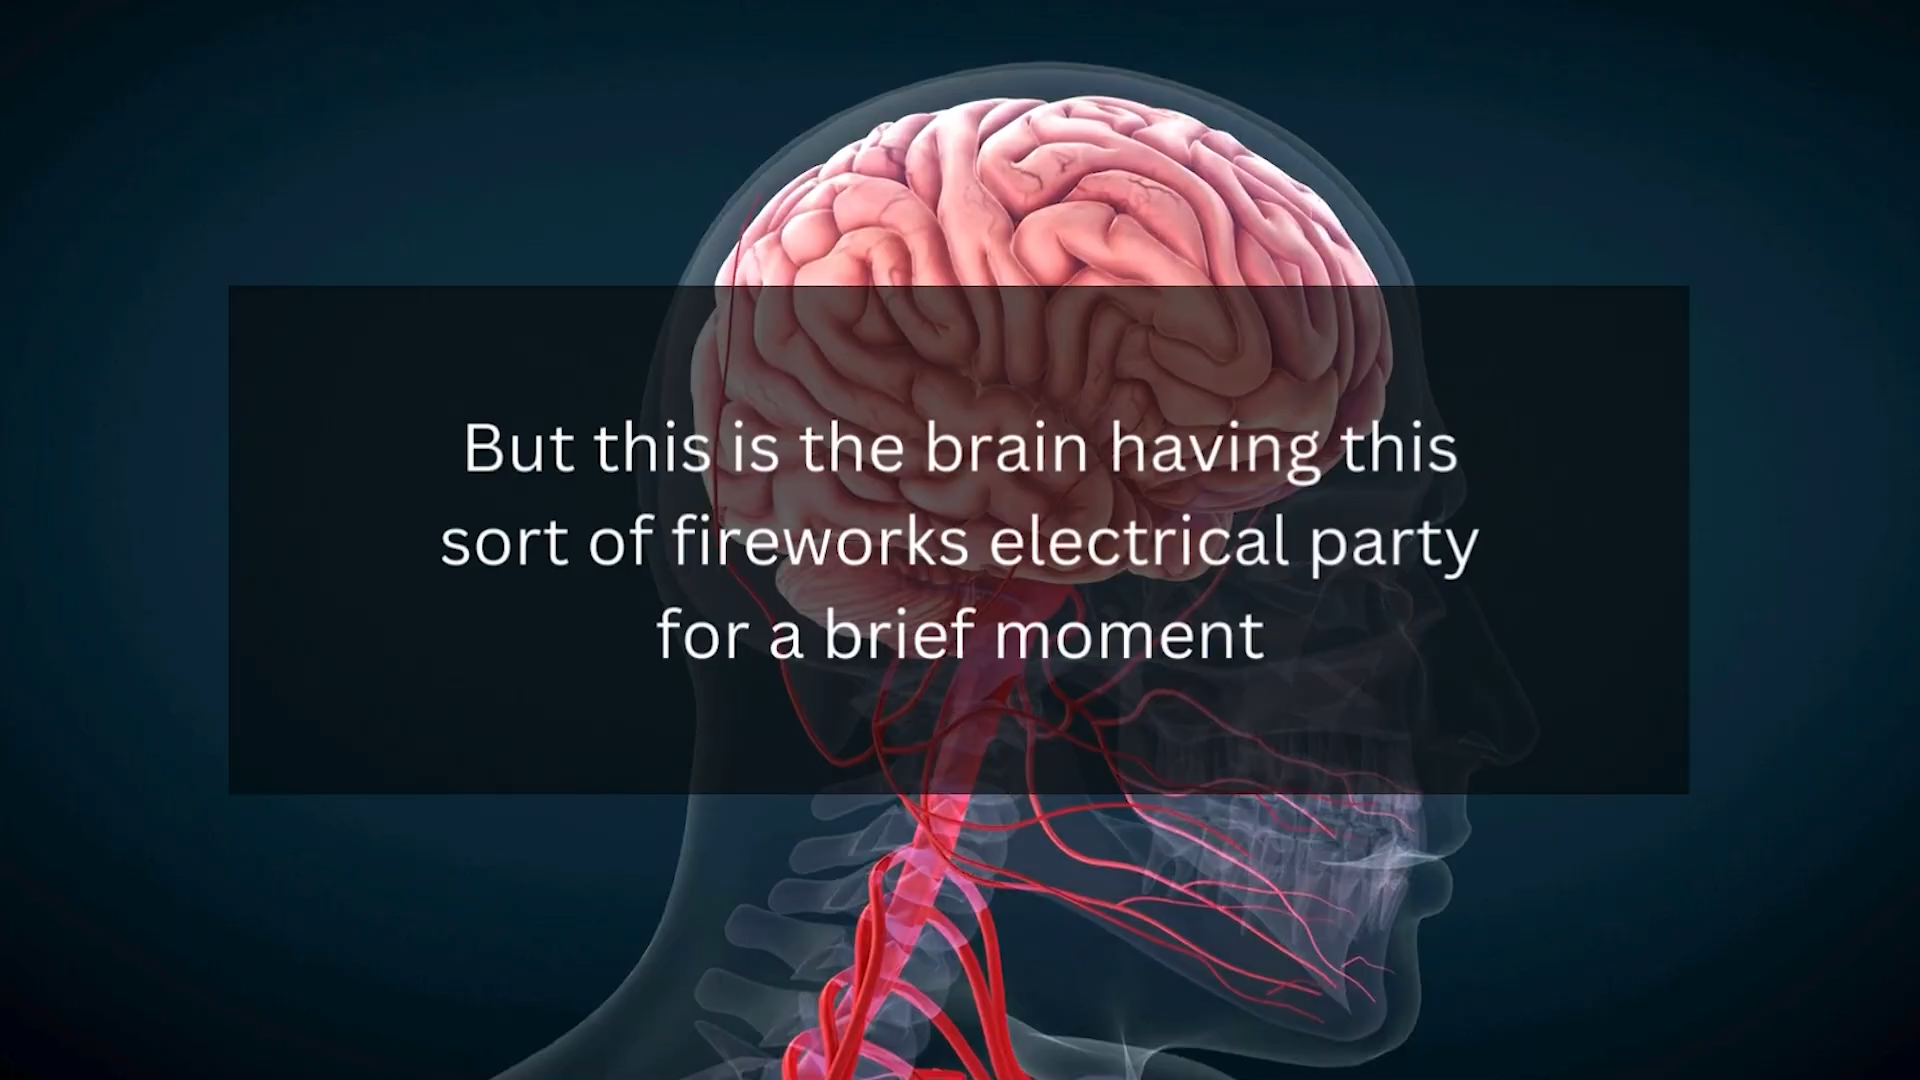 But this is the brain having this
sort of fireworks electrical party
for a brief moment